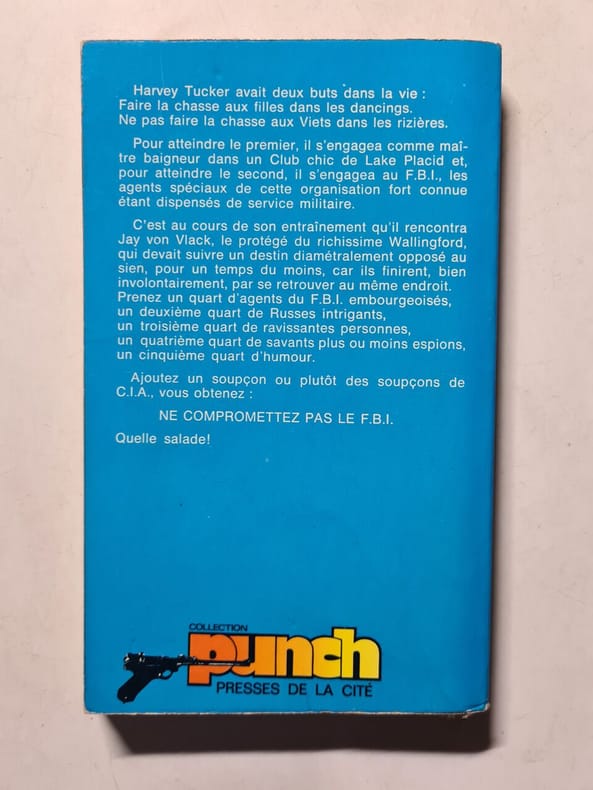 Harvey Tucker avait deux buts dans la vie :
Faire la chasse aux filles dans les dancings.
Ne pas faire la chasse aux Viets dans les rizières.
Pour atteindre le premier, il s'engagea comme maî-
tre baigneur dans un Club chic de Lake Placid et,
pour atteindre le second, il s'engagea au F.B.I., les
agents spéciaux de cette organisation fort connue
étant dispensés de service militaire.
C'est au cours de son entraînement qu'il rencontra
Jay von Vlack, le protégé du richissime Wallingford,
qui devait suivre un destin diamétralement opposé au
sien, pour un temps du moins, car ils finirent, bien
involontairement, par se retrouver au même endroit.
Prenez un quart d'agents du F.B.I. embourgeoisés,
un deuxième quart de Russes intrigants,
un troisième quart de ravissantes personnes,
un quatrième quart de savants plus ou moins espions,
un cinquième quart d'humour.
Ajoutez un soupçon ou plutôt des soupçons de
C.I.A., vous obtenez :
NE COMPROMETTEZ PAS LE F.B.I.
Quelle salade!
COLLECTION
punch
PRESSES DE LA CITÉ